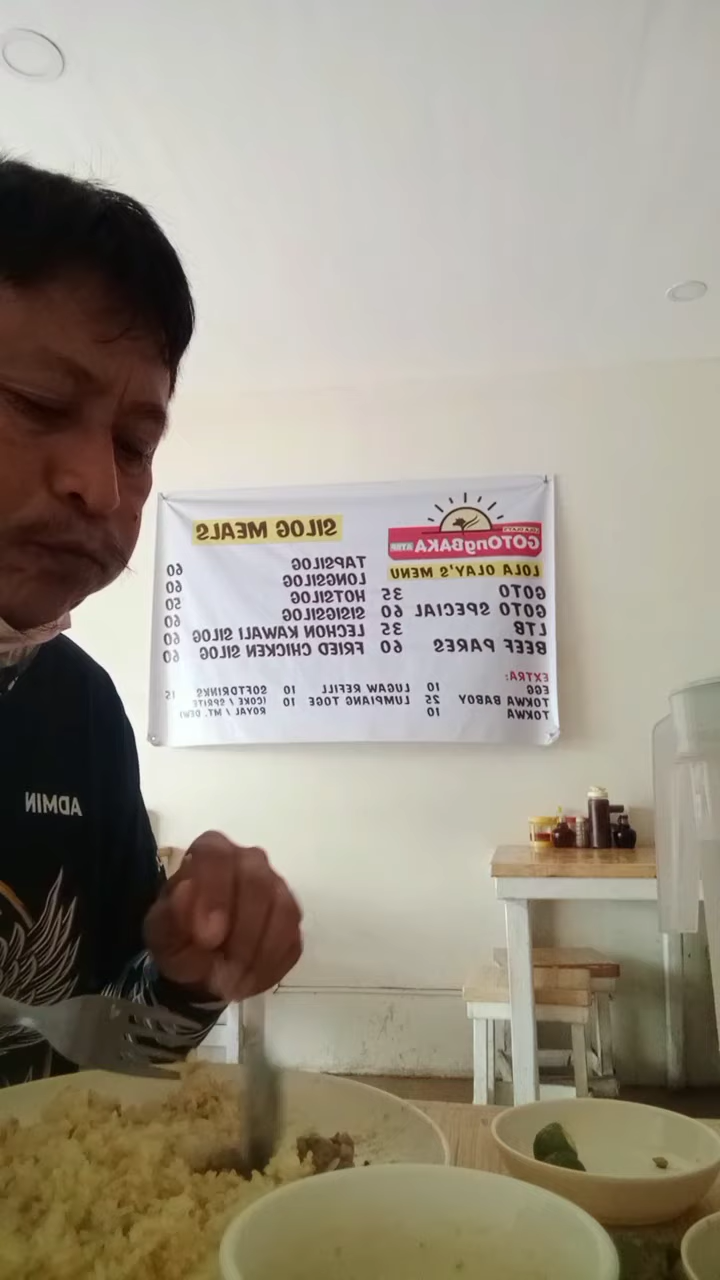 LOLA OLAY'S
GOTOngBAKA
LOLA OLAY'S MENU
GOTO 35
GOTO SPECIAL 60
LTB 35
BEEF PARES 60
SILOG MEALS
TAPSILOG 60
LONGSILOG 60
HOTSILOG 50
SISIGSILOG 60
LECHON KAWALI SILOG 60
FRIED CHICKEN SILOG 60
EXTRA:
EGG 10
TOKWA BABOY 25
TOKWA 10
LUGAW REFILL 10
LUMPIANG TOGE 10
SOFTDRINKS 15
(COKE / SPRITE
ROYAL / MT. DEW)
ADMIN